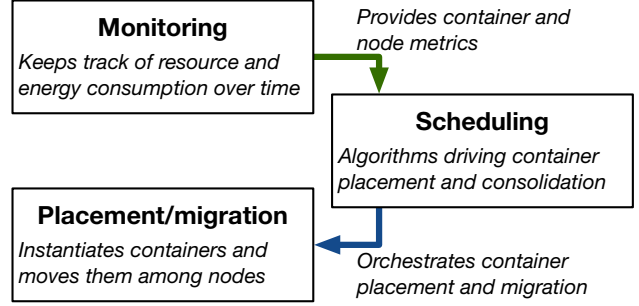 Monitoring
Keeps track of resource and
energy consumption over time
Provides container and
node metrics
Scheduling
Algorithms driving container
placement and consolidation
Placement/migration
Instantiates containers and
moves them among nodes
Orchestrates container
placement and migration